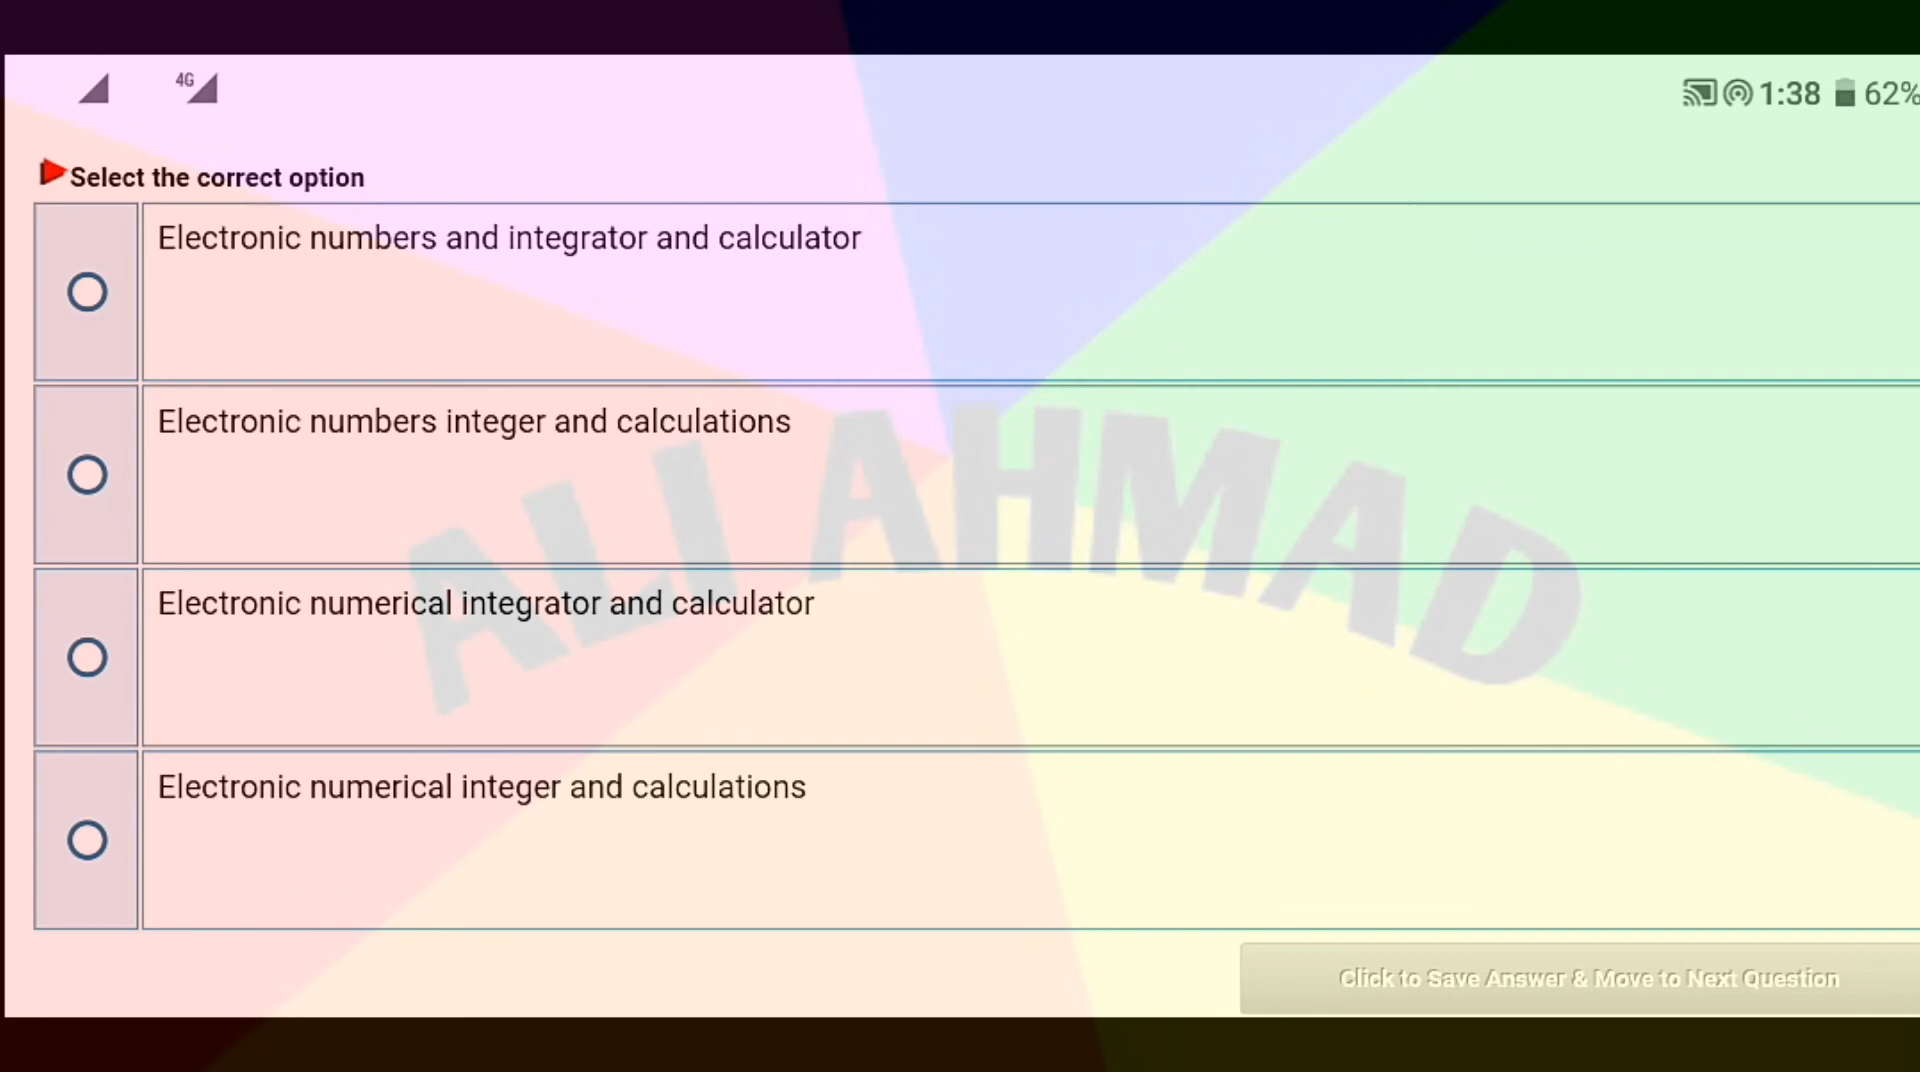 4G
1:38 62%
Select the correct option
Electronic numbers and integrator and calculator
Electronic numbers integer and calculations
Electronic numerical integrator and calculator
Electronic numerical integer and calculations
ALI AHMAD
Click to Save Answer & Move to Next Question